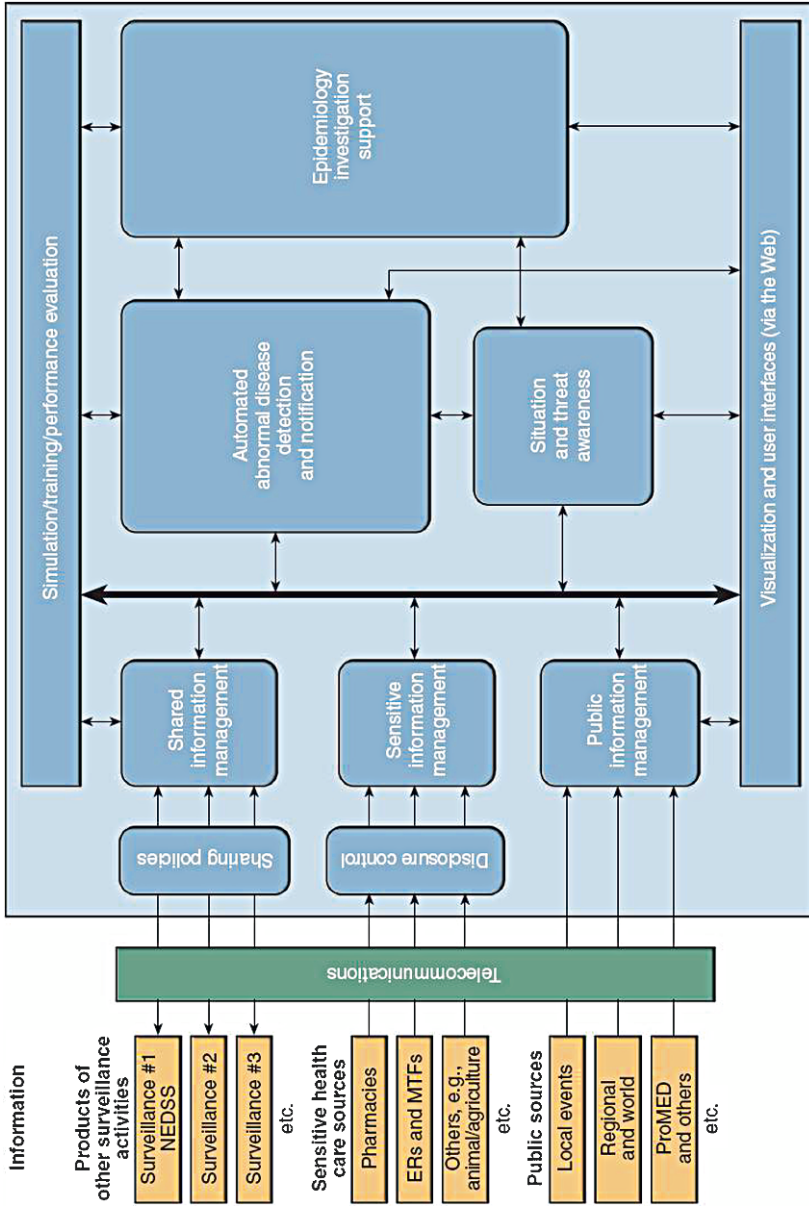 Information
Products of
other surveillance
activities
Surveillance #1
NEDSS
Surveillance #2
Surveillance #3
etc.
Sensitive health
care sources
Pharmacies
ERs and MTFs
Others, e.g.,
animal/agriculture
etc.
Public sources
Local events
Regional
and world
ProMED
and others
etc.
Telecommunications
Sharing policies
Disclosure control
Shared
information
management
Sensitive
information
management
Public
information
management
Simulation/training/performance evaluation
Automated
abnormal disease
detection
and notification
Situation
and threat
awareness
Epidemiology
investigation
support
Visualization and user interfaces (via the Web)